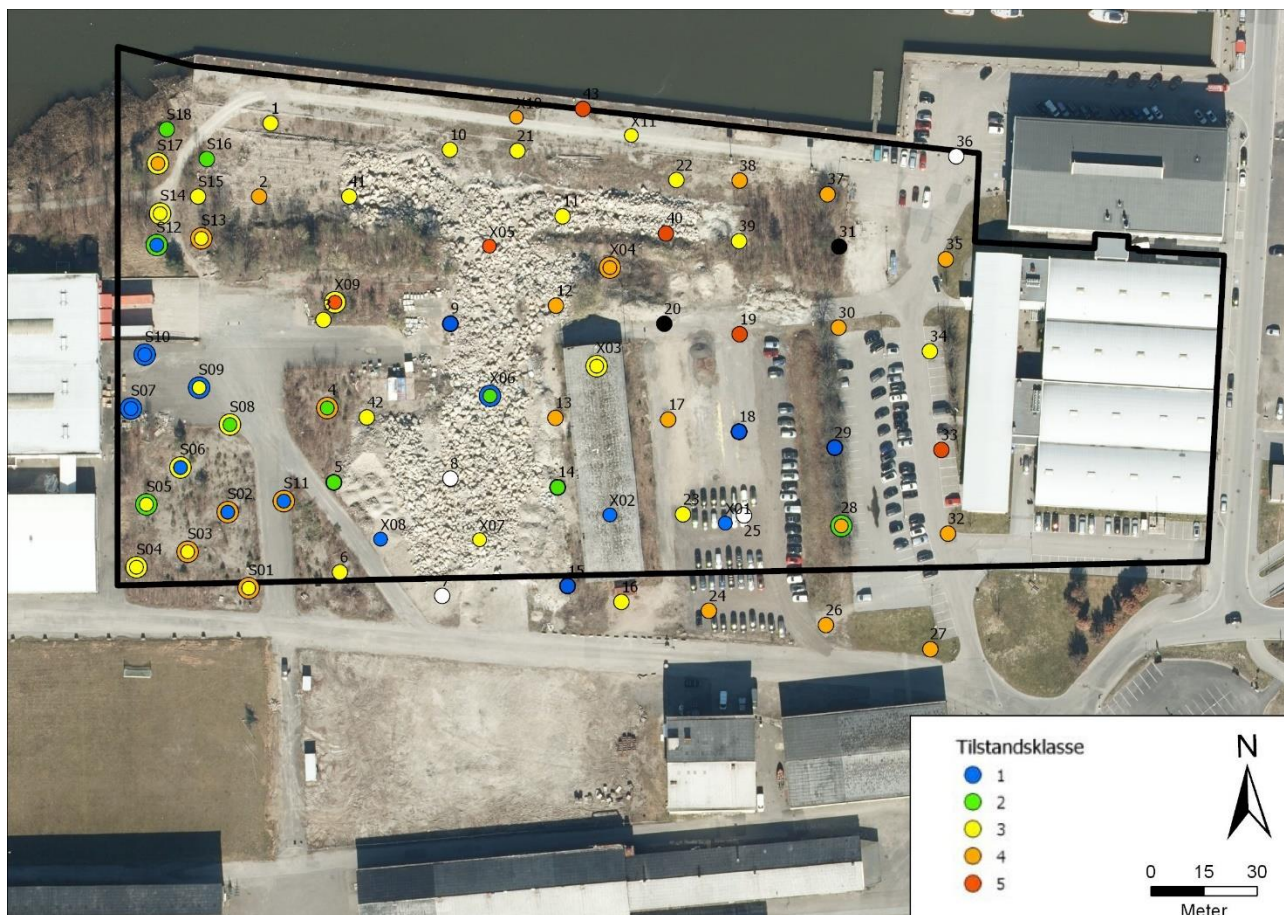 43
X10
1
X11
S18
10
21
S16
36
S17
22
38
S15
2
41
37
S14
11
S13
40
39
S12
X05
31
35
X04
X09
3
12
9
20
30
19
S10
34
X03
S09
X06
S07
4
42
13
17
S08
18
29
33
S06
8
5
14
S05
S11
S02
X02
23
X01
25
28
X08
X07
32
S03
S04
6
S01
15
7
16
24
26
27
Tilstandsklasse
1
2
3
4
5
N
0 15 30
Meter